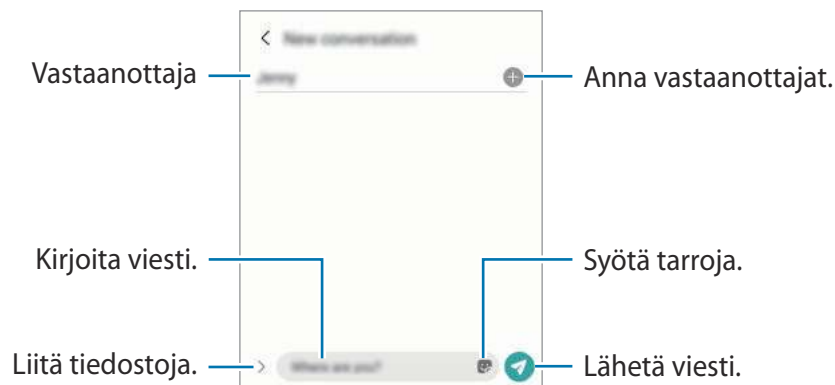 New conversation
Vastaanottaja
Jenny
Anna vastaanottajat.
Kirjoita viesti.
Syötä tarroja.
Liitä tiedostoja.
Where are you?
Lähetä viesti.